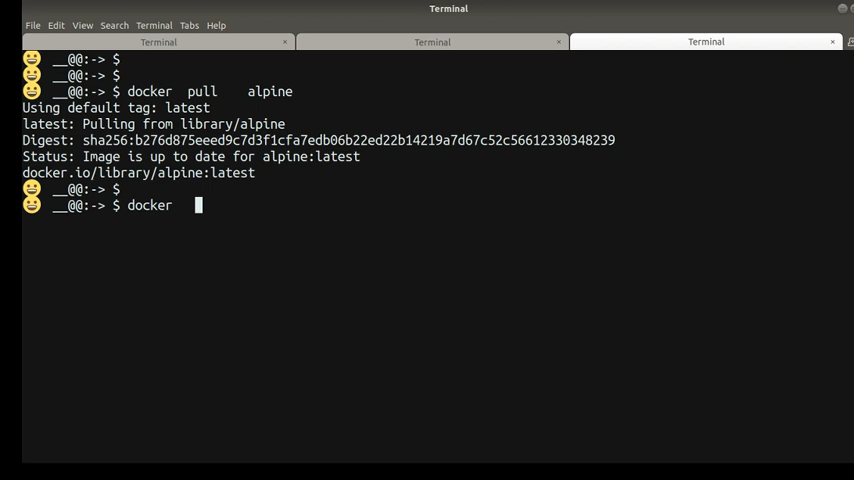 Terminal
File Edit View Search Terminal Tabs Help
Terminal × Terminal × Terminal ×
😀 __@@:-> $
😀 __@@:-> $
😀 __@@:-> $ docker pull alpine
Using default tag: latest
latest: Pulling from library/alpine
Digest: sha256:b276d875eeed9c7d3f1cfa7edb06b22ed22b14219a7d67c52c56612330348239
Status: Image is up to date for alpine:latest
docker.io/library/alpine:latest
😀 __@@:-> $
😀 __@@:-> $ docker